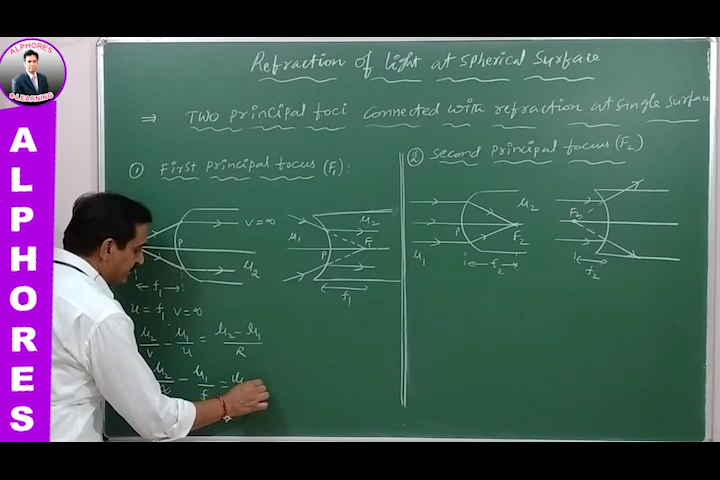 ALPHORES
e-LEARNING
ALPHORES
Refraction of light at spherical surface
⇒ Two principal foci connected with refraction at single surface
① First principal focus (F₁):
v = ∞
P
μ₂
f₁
μ₁
μ₂
P
F₁
f₁
u = f₁ v = ∞
μ₂/v - μ₁/u = μ₂ - μ₁/R
μ₂ - μ₁/f = μ
② Second principal focus (F₂)
μ₂
P
F₂
μ₁
f₂
F₂
f₂